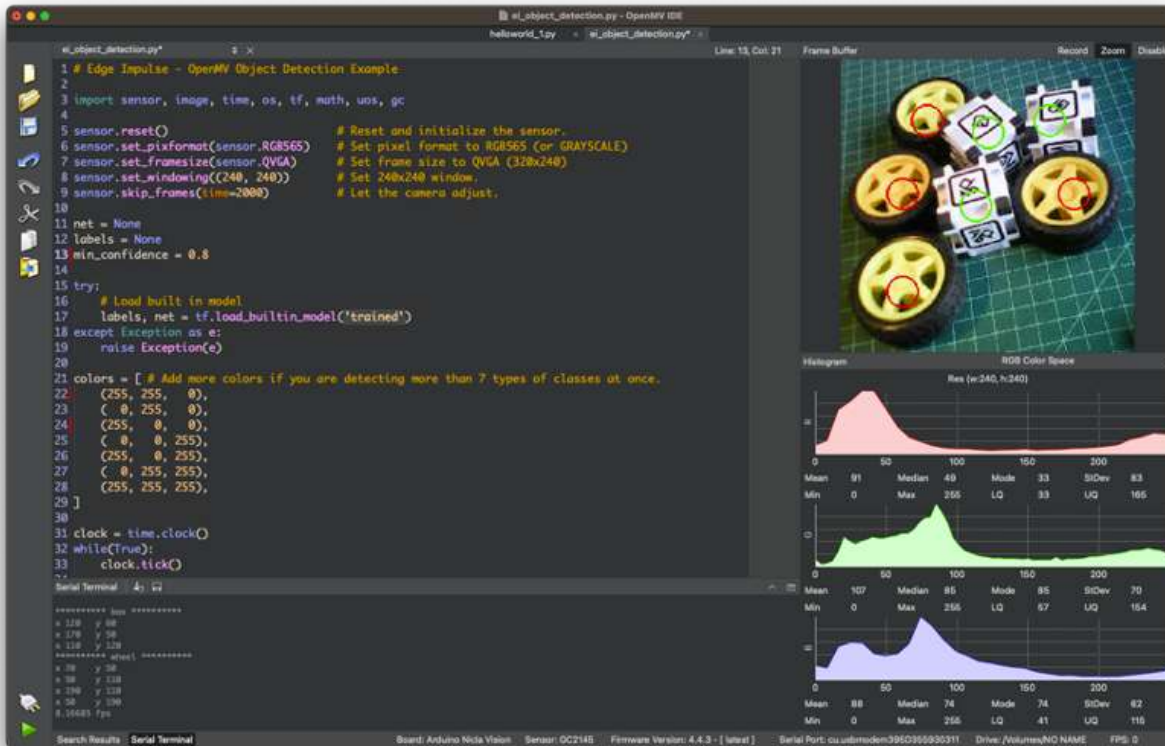 ei_object_detection.py - OpenMV IDE
helloworld_1.py ei_object_detection.py*
ei_object_detection.py* Line: 13, Col: 21 Frame Buffer Record Zoom Disable
1 # Edge Impulse - OpenMV Object Detection Example
2
3 import sensor, image, time, os, tf, math, uos, gc
4
5 sensor.reset() # Reset and initialize the sensor.
6 sensor.set_pixformat(sensor.RGB565) # Set pixel format to RGB565 (or GRAYSCALE)
7 sensor.set_framesize(sensor.QVGA) # Set frame size to QVGA (320x240)
8 sensor.set_windowing((240, 240)) # Set 240x240 window.
9 sensor.skip_frames(time=2000) # Let the camera adjust.
10
11 net = None
12 labels = None
13 min_confidence = 0.8
14
15 try:
16 # Load built in model
17 labels, net = tf.load_builtin_model('trained')
18 except Exception as e:
19 raise Exception(e)
20
21 colors = [ # Add more colors if you are detecting more than 7 types of classes at once.
22 (255, 255, 0),
23 ( 0, 255, 0),
24 (255, 0, 0),
25 ( 0, 0, 255),
26 (255, 0, 255),
27 ( 0, 255, 255),
28 (255, 255, 255),
29 ]
30
31 clock = time.clock()
32 while(True):
33 clock.tick()
Histogram RGB Color Space
Res (w:240, h:240)
R
0 50 100 150 200
Mean 91 Median 49 Mode 33 StDev 83
Min 0 Max 255 LQ 33 UQ 165
G
0 50 100 150 200
Mean 107 Median 85 Mode 85 StDev 70
Min 0 Max 255 LQ 57 UQ 154
B
0 50 100 150 200
Mean 88 Median 74 Mode 74 StDev 62
Min 0 Max 255 LQ 41 UQ 115
Serial Terminal
********** box **********
x 120 y 60
x 170 y 50
x 110 y 120
********** wheel **********
x 70 y 50
x 50 y 110
x 190 y 110
x 50 y 190
Search Results Serial Terminal Board: Arduino Nicla Vision Sensor: GC2145 Firmware Version: 4.4.3 - [ latest ] Serial Port: Drive: /Volumes/NO NAME FPS: 0